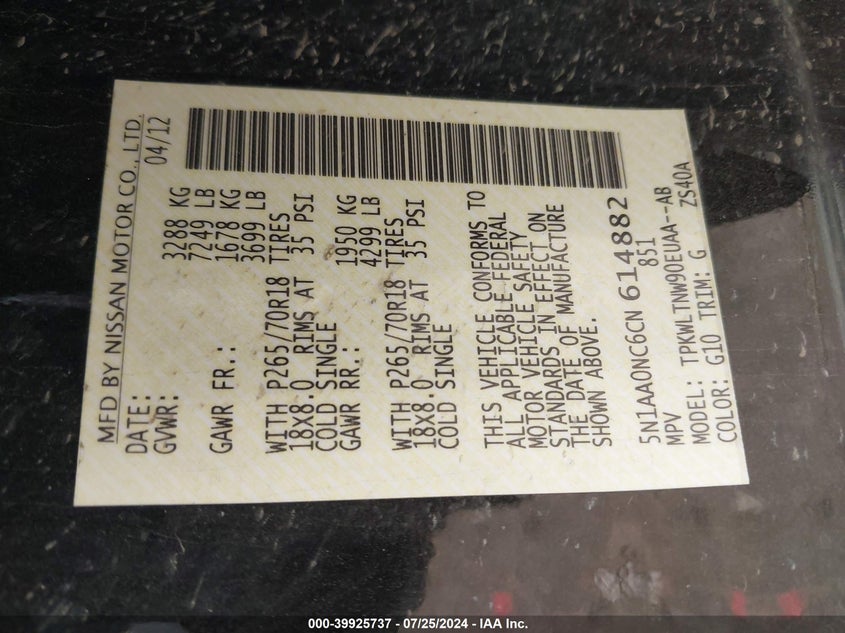 MFD BY NISSAN MOTOR CO., LTD.
DATE: 04/12
GVWR: 3288 KG
7249 LB
GAWR FR.: 1678 KG
3699 LB
WITH P265/70R18 TIRES
18X8.0 RIMS AT 35 PSI
COLD SINGLE
GAWR RR.: 1950 KG
4299 LB
WITH P265/70R18 TIRES
18X8.0 RIMS AT 35 PSI
COLD SINGLE
THIS VEHICLE CONFORMS TO
ALL APPLICABLE FEDERAL
MOTOR VEHICLE SAFETY
STANDARDS IN EFFECT ON
THE DATE OF MANUFACTURE
SHOWN ABOVE.
5N1AA0NC6CN 614882
MPV 851
MODEL: TPKWLTNW90EUAA--AB
COLOR: G10 TRIM: G ZS40A
000-39925737 - 07/25/2024 - IAA Inc.